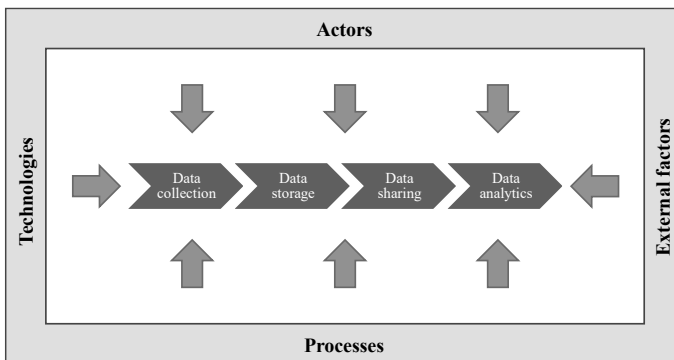 Actors
Technologies
Data
collection
Data
storage
Data
sharing
Data
analytics
External factors
Processes